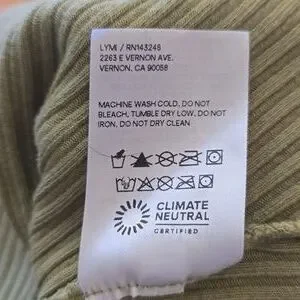 LYMI / RN143248
2263 E VERNON AVE.
VERNON, CA 90058
MACHINE WASH COLD, DO NOT
BLEACH, TUMBLE DRY LOW, DO NOT
IRON, DO NOT DRY CLEAN
CLIMATE
NEUTRAL
CERTIFIED